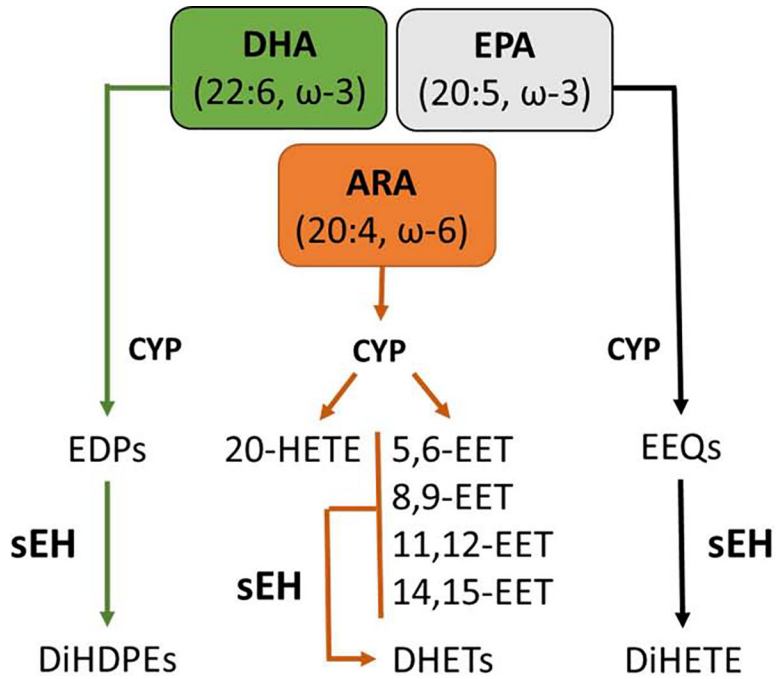 DHA
(22:6, ω-3)
EPA
(20:5, ω-3)
ARA
(20:4, ω-6)
CYP
CYP
CYP
EDPs
20-HETE
5,6-EET
8,9-EET
11,12-EET
14,15-EET
EEQs
sEH
sEH
sEH
DiHDPEs
DHETs
DiHETE